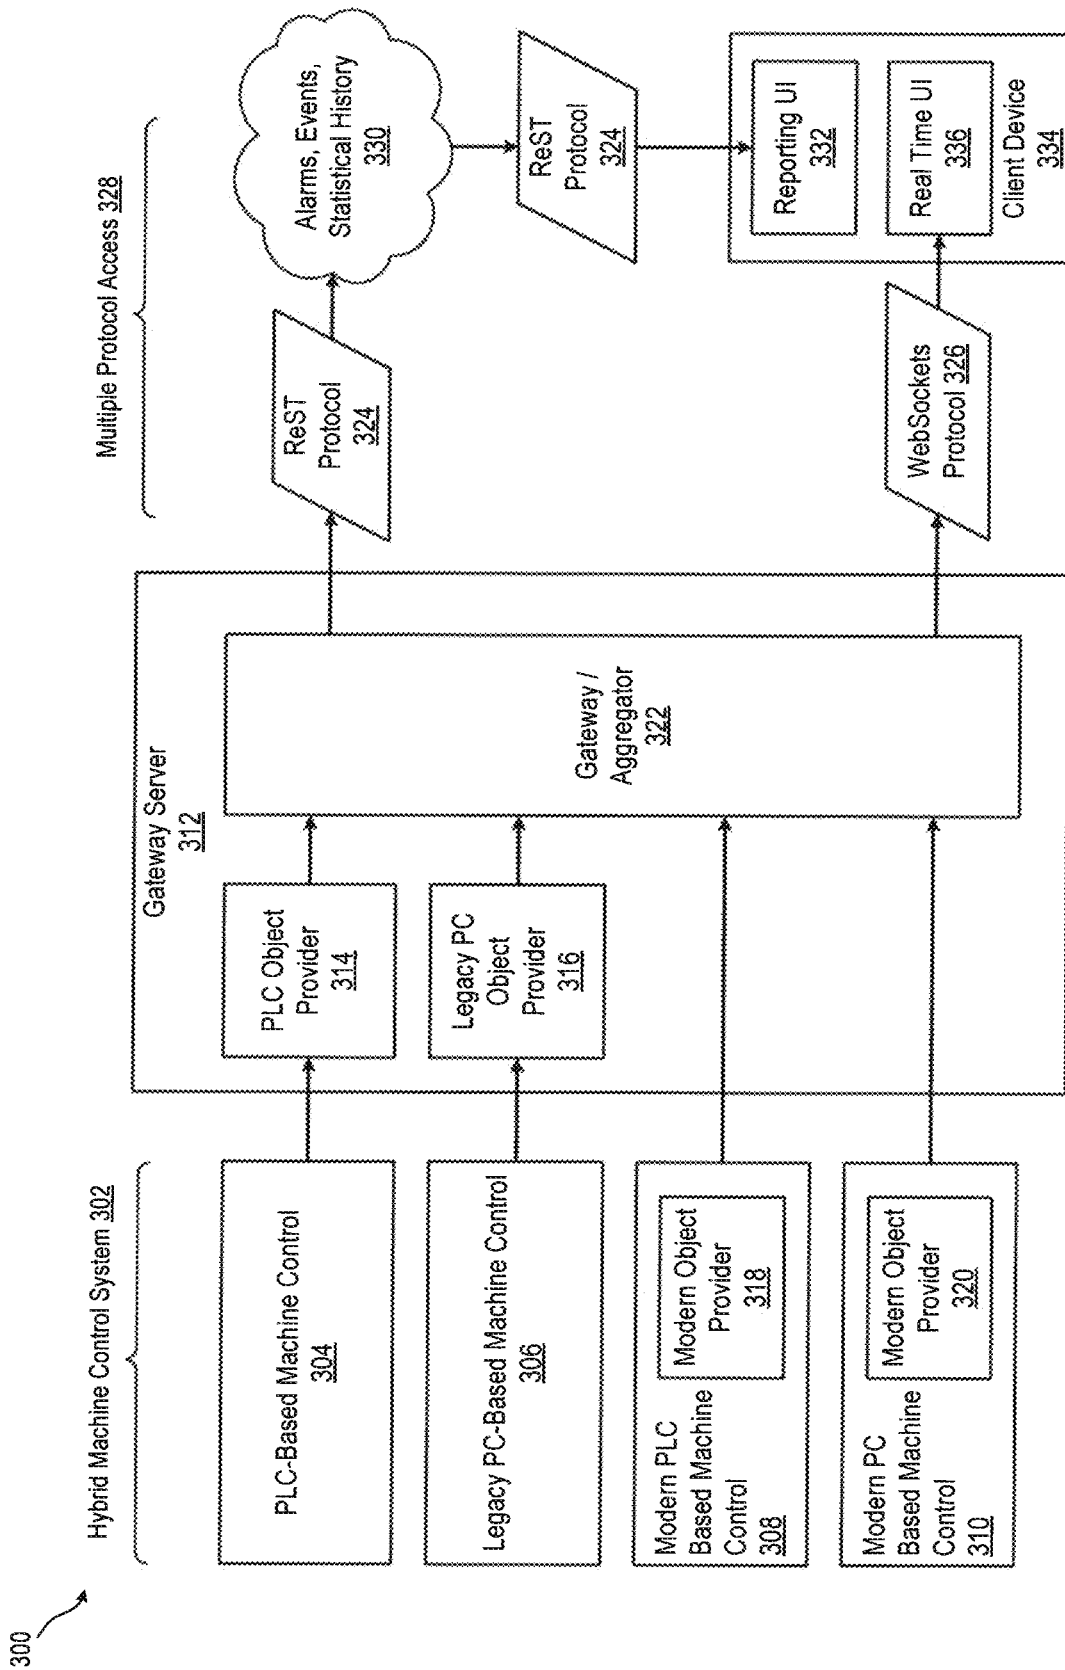 300
Hybrid Machine Control System 302
PLC-Based Machine Control
304
Legacy PC-Based Machine Control
306
Modern PLC
Based Machine
Control
308
Modern Object
Provider
318
Modern PC
Based Machine
Control
310
Modern Object
Provider
320
Gateway Server
312
PLC Object
Provider
314
Legacy PC
Object
Provider
316
Gateway /
Aggregator
322
Multiple Protocol Access 328
ReST
Protocol
324
Alarms, Events,
Statistical History
330
ReST
Protocol
324
WebSockets
Protocol 326
Reporting UI
332
Real Time UI
336
Client Device
334